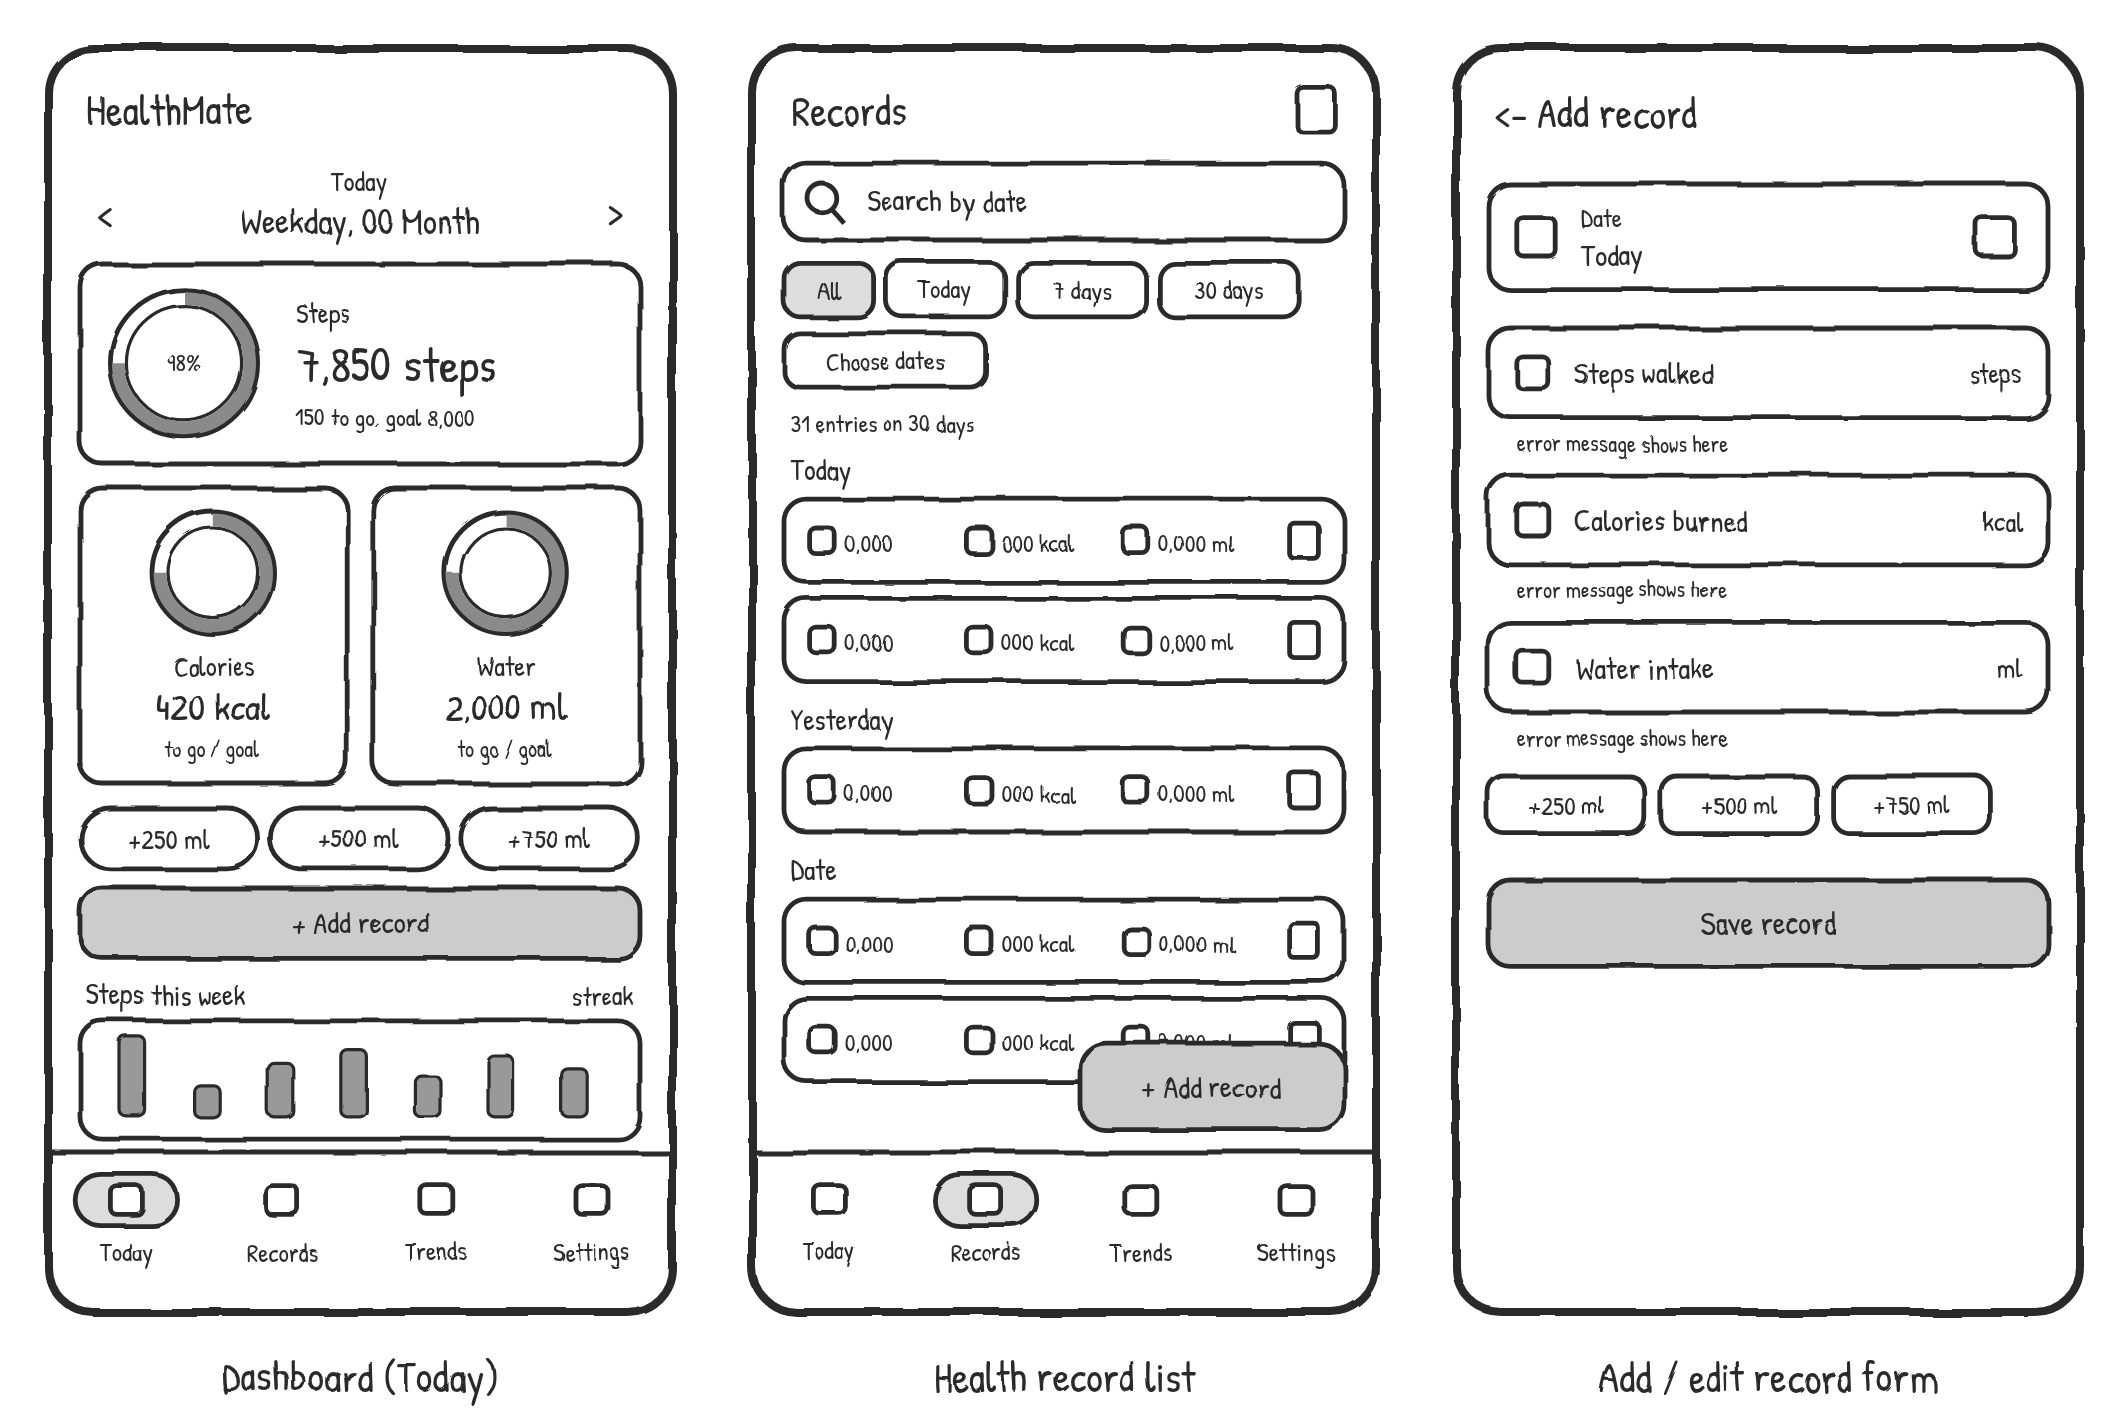 HealthMate
Today
< Weekday, 00 Month >
98%
Steps
7,850 steps
150 to go, goal 8,000
Calories
420 kcal
to go / goal
Water
2,000 ml
to go / goal
+250 ml +500 ml +750 ml
+ Add record
Steps this week streak
Today Records Trends Settings
Dashboard (Today)
Records
Search by date
All Today 7 days 30 days
Choose dates
31 entries on 30 days
Today
0,000 000 kcal 0,000 ml
0,000 000 kcal 0,000 ml
Yesterday
0,000 000 kcal 0,000 ml
Date
0,000 000 kcal 0,000 ml
0,000 000 kcal 0,000 ml
+ Add record
Today Records Trends Settings
Health record list
<- Add record
Date
Today
Steps walked steps
error message shows here
Calories burned kcal
error message shows here
Water intake ml
error message shows here
+250 ml +500 ml +750 ml
Save record
Add / edit record form